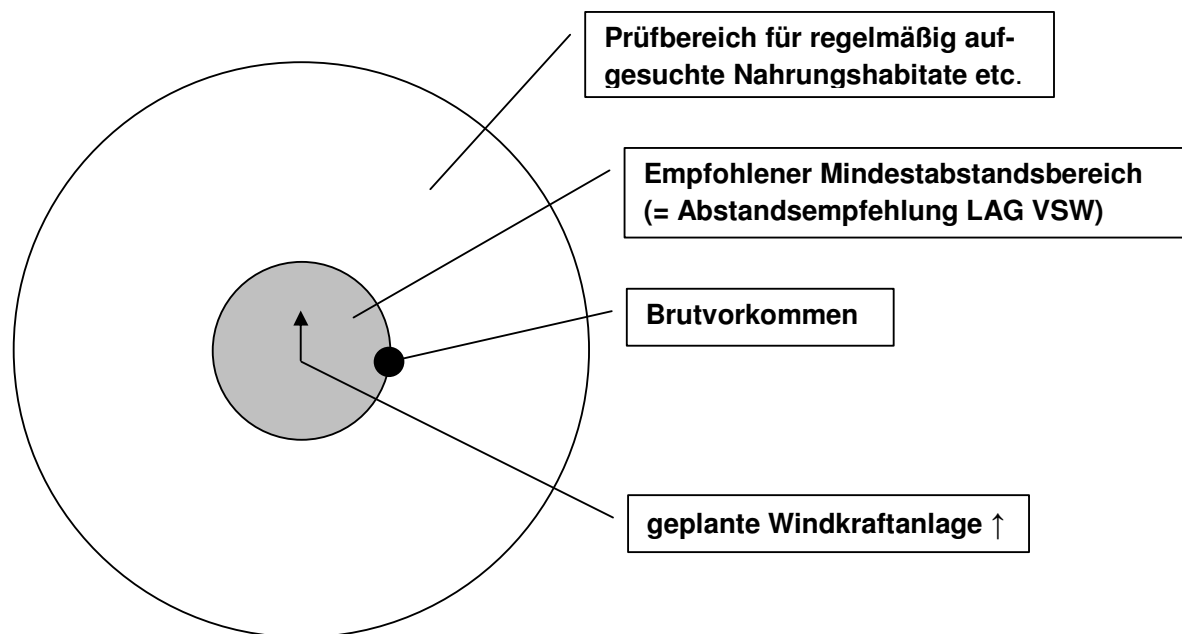 Prüfbereich für regelmäßig auf-
gesuchte Nahrungshabitate etc.
Empfohlener Mindestabstandsbereich
(= Abstandsempfehlung LAG VSW)
Brutvorkommen
geplante Windkraftanlage ↑